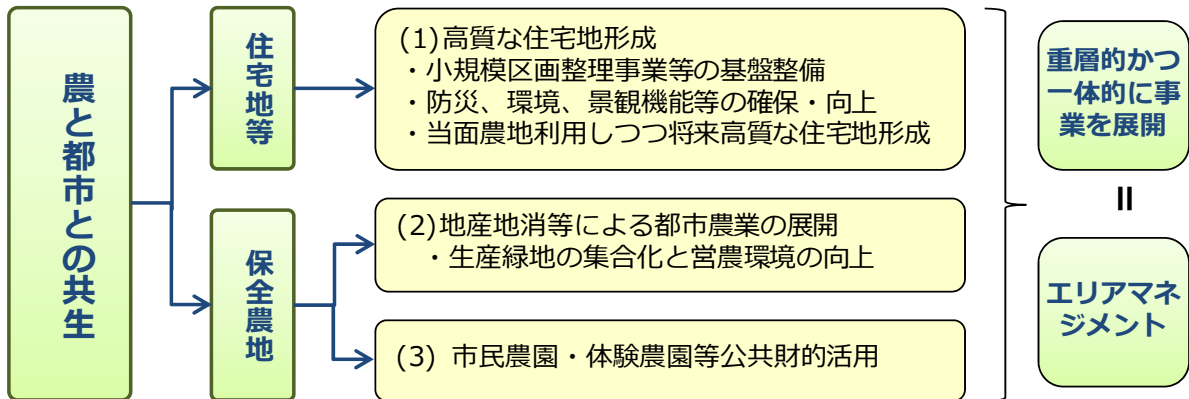 農と都市との共生
住宅地等
(1)高質な住宅地形成
・小規模区画整理事業等の基盤整備
・防災、環境、景観機能等の確保・向上
・当面農地利用しつつ将来高質な住宅地形成
保全農地
(2)地産地消等による都市農業の展開
・生産緑地の集合化と営農環境の向上
(3) 市民農園・体験農園等公共財的活用
重層的かつ
一体的に事
業を展開
=
エリアマネ
ジメント